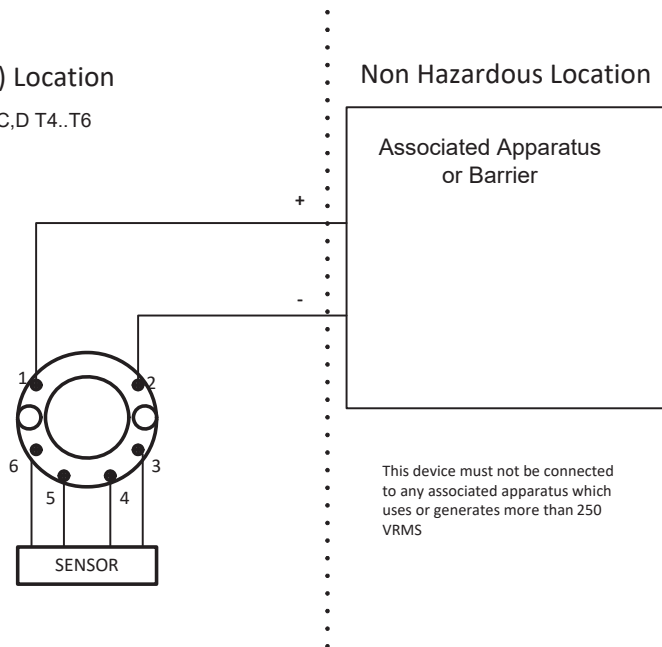 ) Location
C,D T4..T6
Non Hazardous Location
Associated Apparatus
or Barrier
+
-
1
2
6
3
5
4
SENSOR
This device must not be connected
to any associated apparatus which
uses or generates more than 250
VRMS